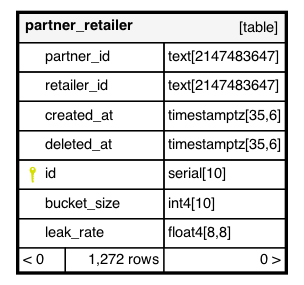 partner_retailer [table]
partner_id text[2147483647]
retailer_id text[2147483647]
created_at timestamptz[35,6]
deleted_at timestamptz[35,6]
id serial[10]
bucket_size int4[10]
leak_rate float4[8,8]
< 0 1,272 rows 0 >